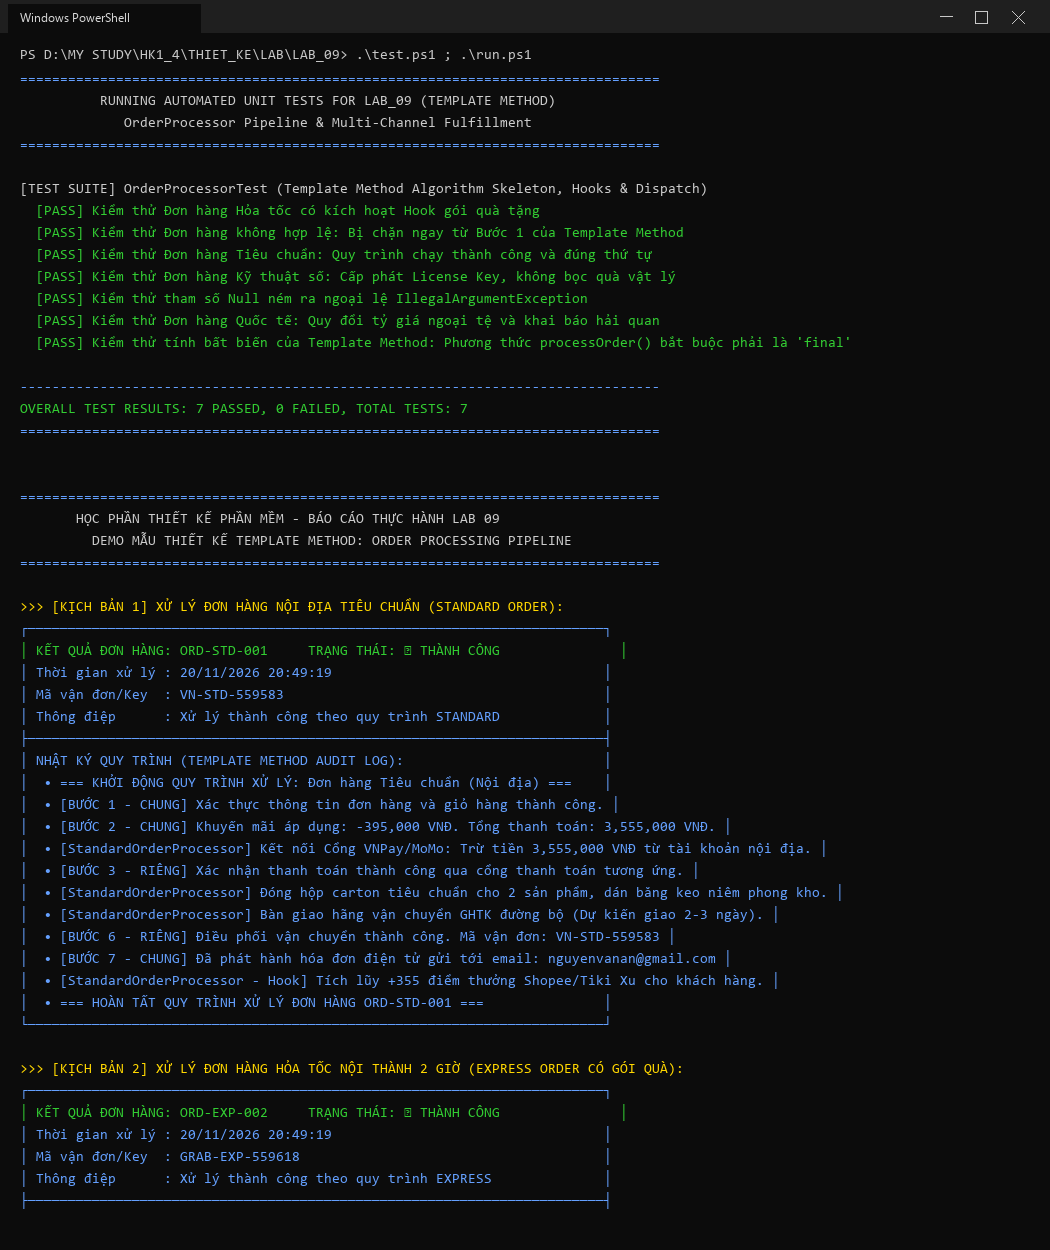 Windows PowerShell
PS D:\MY STUDY\HK1_4\THIET_KE\LAB\LAB_09> .\test.ps1 ; .\run.ps1
================================================================================
RUNNING AUTOMATED UNIT TESTS FOR LAB_09 (TEMPLATE METHOD)
OrderProcessor Pipeline & Multi-Channel Fulfillment
================================================================================
[TEST SUITE] OrderProcessorTest (Template Method Algorithm Skeleton, Hooks & Dispatch)
[PASS] Kiểm thử Đơn hàng Hỏa tốc có kích hoạt Hook gói quà tặng
[PASS] Kiểm thử Đơn hàng không hợp lệ: Bị chặn ngay từ Bước 1 của Template Method
[PASS] Kiểm thử Đơn hàng Tiêu chuẩn: Quy trình chạy thành công và đúng thứ tự
[PASS] Kiểm thử Đơn hàng Kỹ thuật số: Cấp phát License Key, không bọc quà vật lý
[PASS] Kiểm thử tham số Null ném ra ngoại lệ IllegalArgumentException
[PASS] Kiểm thử Đơn hàng Quốc tế: Quy đổi tỷ giá ngoại tệ và khai báo hải quan
[PASS] Kiểm thử tính bất biến của Template Method: Phương thức processOrder() bắt buộc phải là 'final'
--------------------------------------------------------------------------------
OVERALL TEST RESULTS: 7 PASSED, 0 FAILED, TOTAL TESTS: 7
================================================================================
================================================================================
HỌC PHẦN THIẾT KẾ PHẦN MỀM - BÁO CÁO THỰC HÀNH LAB 09
DEMO MẪU THIẾT KẾ TEMPLATE METHOD: ORDER PROCESSING PIPELINE
================================================================================
>>> [KỊCH BẢN 1] XỬ LÝ ĐƠN HÀNG NỘI ĐỊA TIÊU CHUẨN (STANDARD ORDER):
KẾT QUẢ ĐƠN HÀNG: ORD-STD-001 TRẠNG THÁI: THÀNH CÔNG
Thời gian xử lý : 20/11/2026 20:49:19
Mã vận đơn/Key : VN-STD-559583
Thông điệp : Xử lý thành công theo quy trình STANDARD
NHẬT KÝ QUY TRÌNH (TEMPLATE METHOD AUDIT LOG):
• === KHỞI ĐỘNG QUY TRÌNH XỬ LÝ: Đơn hàng Tiêu chuẩn (Nội địa) ===
• [BƯỚC 1 - CHUNG] Xác thực thông tin đơn hàng và giỏ hàng thành công.
• [BƯỚC 2 - CHUNG] Khuyến mãi áp dụng: -395,000 VNĐ. Tổng thanh toán: 3,555,000 VNĐ.
• [StandardOrderProcessor] Kết nối Cổng VNPay/MoMo: Trừ tiền 3,555,000 VNĐ từ tài khoản nội địa.
• [BƯỚC 3 - RIÊNG] Xác nhận thanh toán thành công qua cổng thanh toán tương ứng.
• [StandardOrderProcessor] Đóng hộp carton tiêu chuẩn cho 2 sản phẩm, dán băng keo niêm phong kho.
• [StandardOrderProcessor] Bàn giao hãng vận chuyển GHTK đường bộ (Dự kiến giao 2-3 ngày).
• [BƯỚC 6 - RIÊNG] Điều phối vận chuyển thành công. Mã vận đơn: VN-STD-559583
• [BƯỚC 7 - CHUNG] Đã phát hành hóa đơn điện tử gửi tới email: nguyenvanan@gmail.com
• [StandardOrderProcessor - Hook] Tích lũy +355 điểm thưởng Shopee/Tiki Xu cho khách hàng.
• === HOÀN TẤT QUY TRÌNH XỬ LÝ ĐƠN HÀNG ORD-STD-001 ===
>>> [KỊCH BẢN 2] XỬ LÝ ĐƠN HÀNG HỎA TỐC NỘI THÀNH 2 GIỜ (EXPRESS ORDER CÓ GÓI QUÀ):
KẾT QUẢ ĐƠN HÀNG: ORD-EXP-002 TRẠNG THÁI: THÀNH CÔNG
Thời gian xử lý : 20/11/2026 20:49:19
Mã vận đơn/Key : GRAB-EXP-559618
Thông điệp : Xử lý thành công theo quy trình EXPRESS